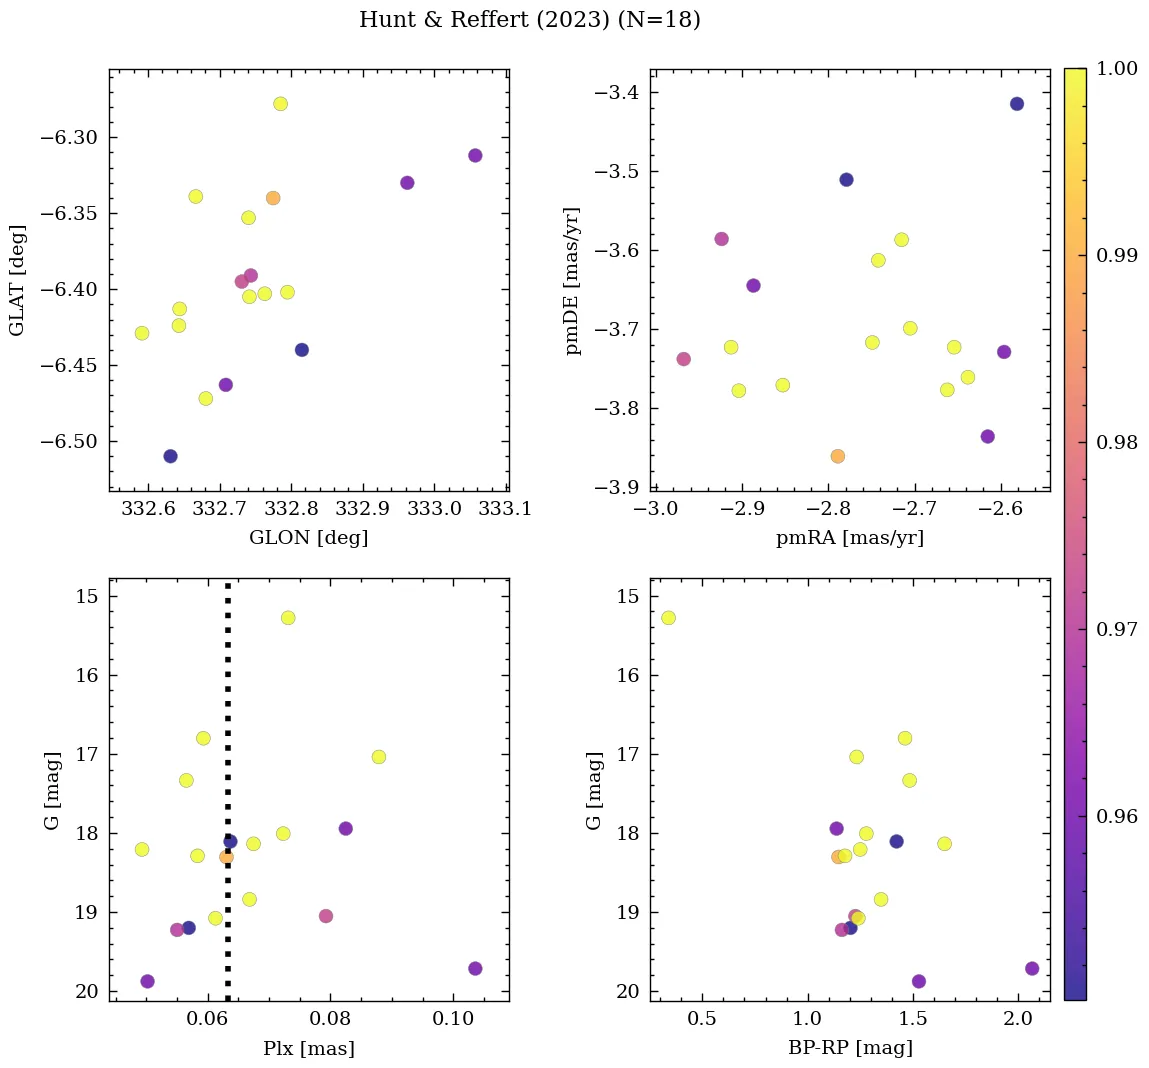 Hunt & Reffert (2023) (N=18)
−6.30
−6.35
−6.40
−6.45
−6.50
GLAT [deg]
332.6 332.7 332.8 332.9 333.0 333.1
GLON [deg]
−3.4
−3.5
−3.6
−3.7
−3.8
−3.9
pmDE [mas/yr]
−3.0 −2.9 −2.8 −2.7 −2.6
pmRA [mas/yr]
15
16
17
18
19
20
G [mag]
0.06 0.08 0.10
Plx [mas]
15
16
17
18
19
20
G [mag]
0.5 1.0 1.5 2.0
BP-RP [mag]
1.00
0.99
0.98
0.97
0.96